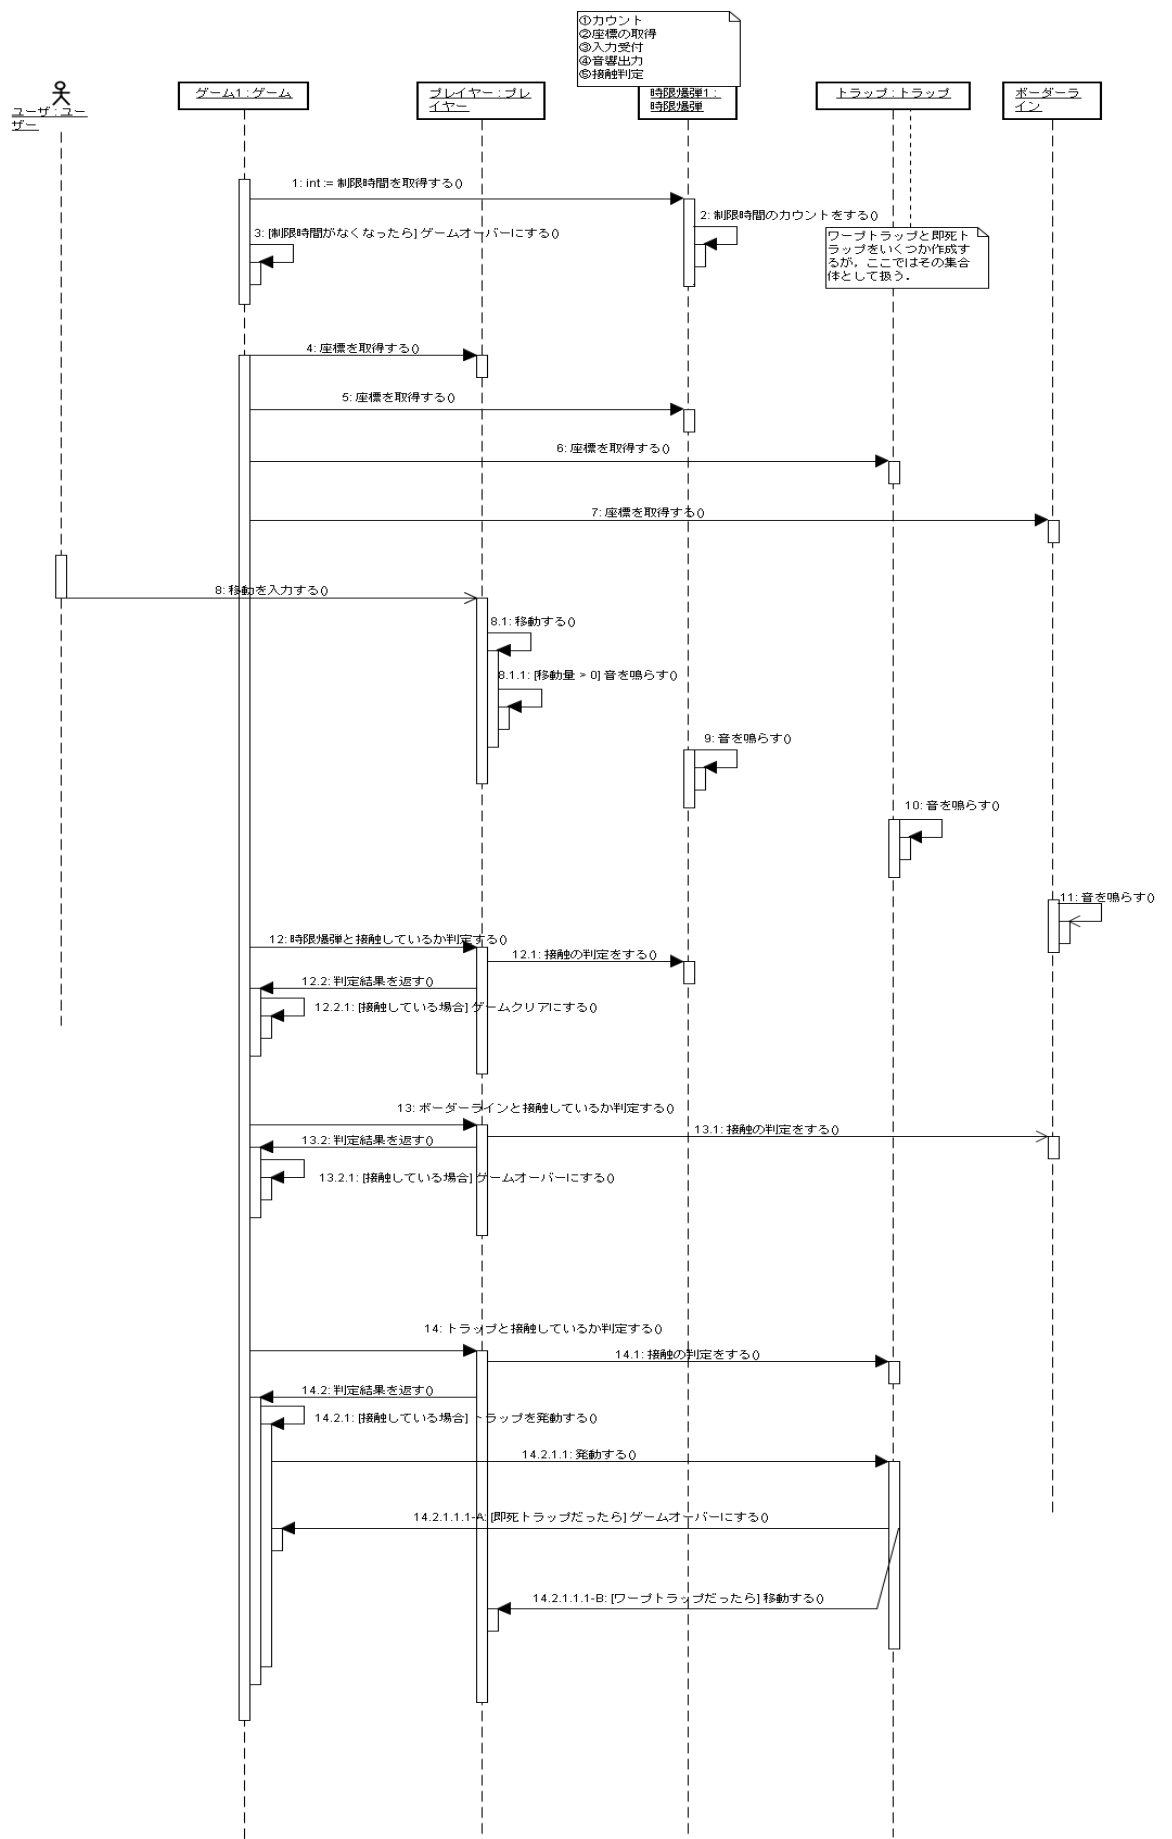 ①カウント
②座標の取得
③入力受付
④音響出力
⑤接触判定
ユーザ : ユー
ザー
ゲーム1 : ゲーム
プレイヤー : プレ
イヤー
時限爆弾1 :
時限爆弾
トラップ : トラップ
ボーダーラ
イン
1: int := 制限時間を取得する()
2: 制限時間のカウントをする()
3: [制限時間がなくなったら] ゲームオーバーにする()
ワープトラップと即死ト
ラップをいくつか作成す
るが，ここではその集合
体として扱う．
4: 座標を取得する()
5: 座標を取得する()
6: 座標を取得する()
7: 座標を取得する()
8: 移動を入力する()
8.1: 移動する()
8.1.1: [移動量 > 0] 音を鳴らす()
9: 音を鳴らす()
10: 音を鳴らす()
11: 音を鳴らす()
12: 時限爆弾と接触しているか判定する()
12.1: 接触の判定をする()
12.2: 判定結果を返す()
12.2.1: [接触している場合] ゲームクリアにする()
13: ボーダーラインと接触しているか判定する()
13.1: 接触の判定をする()
13.2: 判定結果を返す()
13.2.1: [接触している場合] ゲームオーバーにする()
14: トラップと接触しているか判定する()
14.1: 接触の判定をする()
14.2: 判定結果を返す()
14.2.1: [接触している場合] トラップを発動する()
14.2.1.1: 発動する()
14.2.1.1.1-A: [即死トラップだったら] ゲームオーバーにする()
14.2.1.1.1-B: [ワープトラップだったら] 移動する()